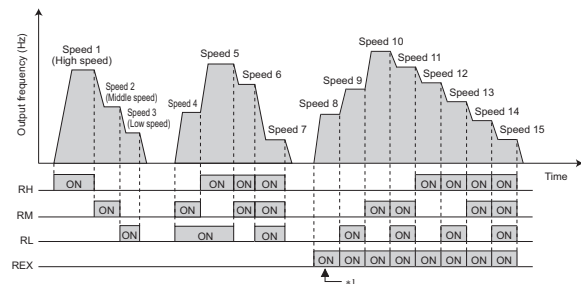 Output frequency (Hz)
Speed 1
(High speed)
Speed 2
(Middle speed)
Speed 3
(Low speed)
Speed 4
Speed 5
Speed 6
Speed 7
Speed 8
Speed 9
Speed 10
Speed 11
Speed 12
Speed 13
Speed 14
Speed 15
Time
RH ON ON ON ON ON ON ON ON
RM ON ON ON ON ON ON ON ON
RL ON ON ON ON ON ON ON
REX ON ON ON ON ON ON ON ON
*1